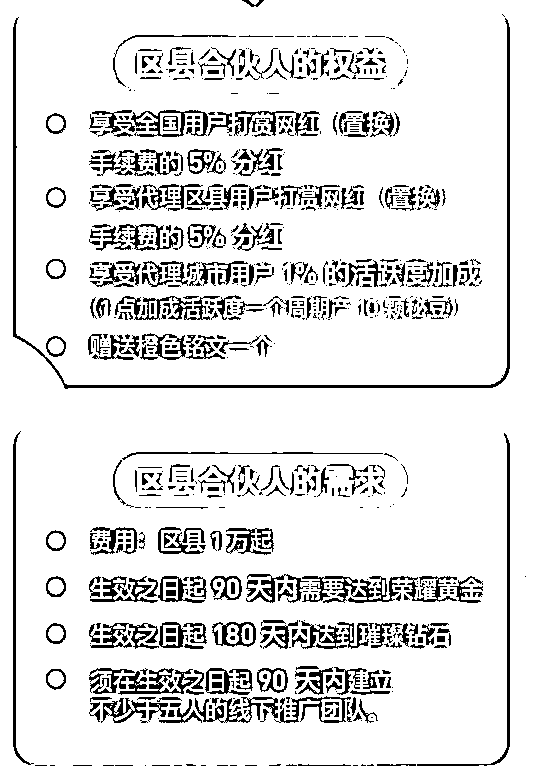 区县合伙人的权益
享受全国用户打赏网红（置换）
手续费的 5% 分红
享受代理区县用户打赏网红（置换）
手续费的 5% 分红
享受代理城市用户 1% 的活跃度加成
（1点加成活跃度一个周期产 10 颗秘豆）
赠送橙色铭文一个
区县合伙人的需求
费用：区县 1 万起
生效之日起 90 天内需要达到荣耀黄金
生效之日起 180 天内达到璀璨钻石
须在生效之日起 90 天内建立
不少于五人的线下推广团队。